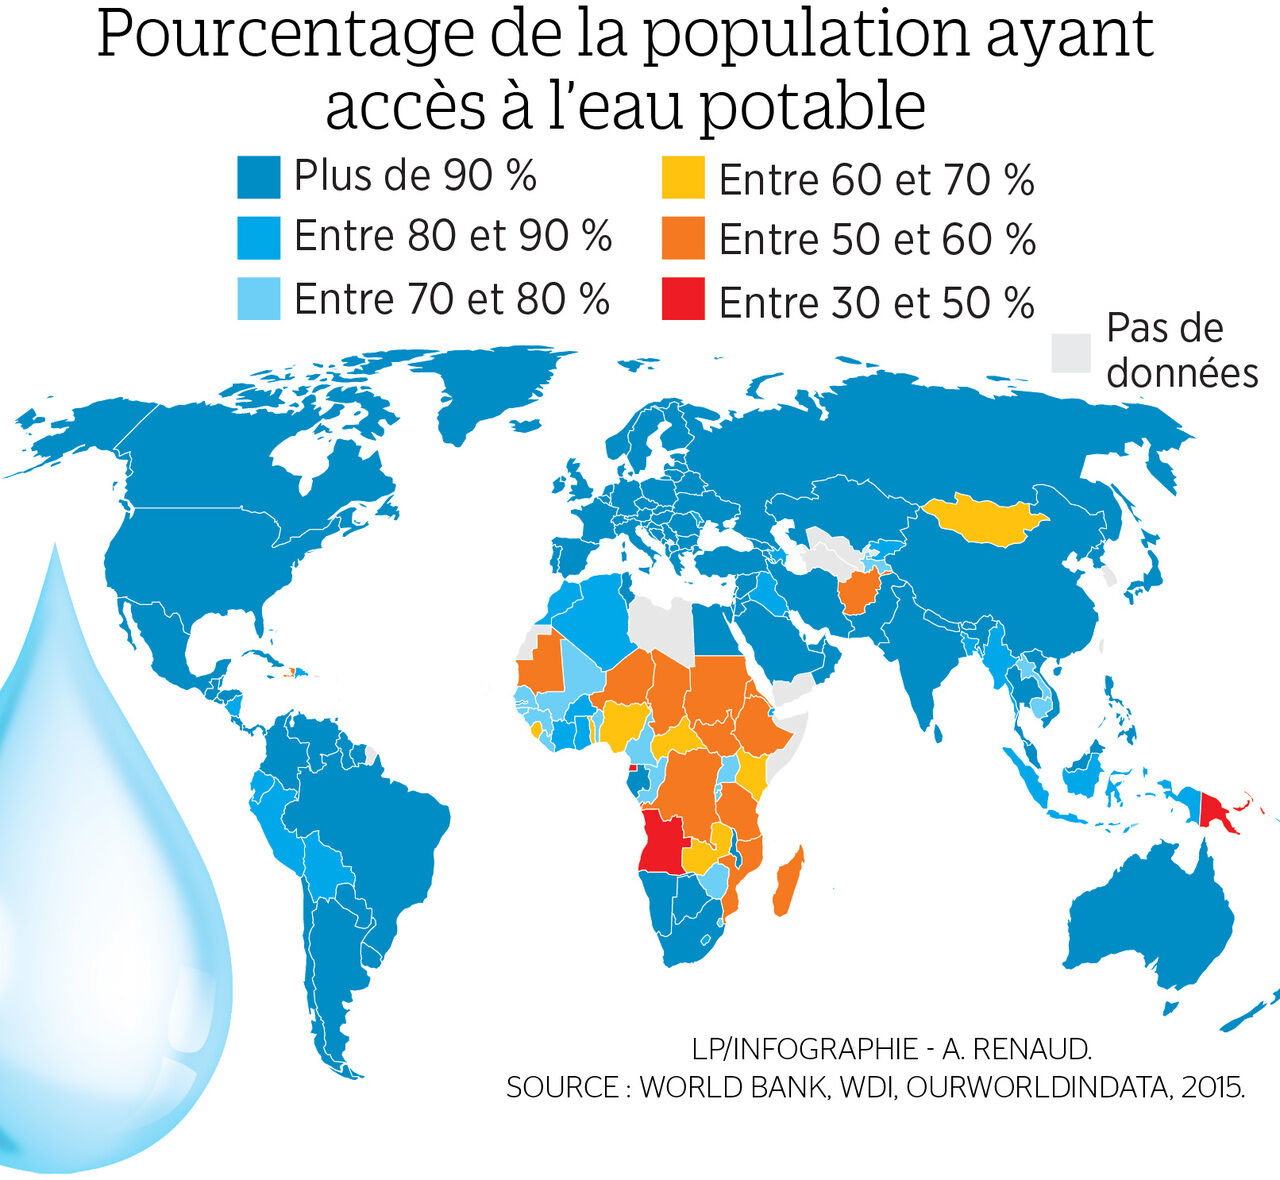 Pourcentage de la population ayant
accès à l'eau potable
Plus de 90 %
Entre 80 et 90 %
Entre 70 et 80 %
Entre 60 et 70 %
Entre 50 et 60 %
Entre 30 et 50 %
Pas de
données
LP/INFOGRAPHIE - A. RENAUD.
SOURCE : WORLD BANK, WDI, OURWORLDINDATA, 2015.